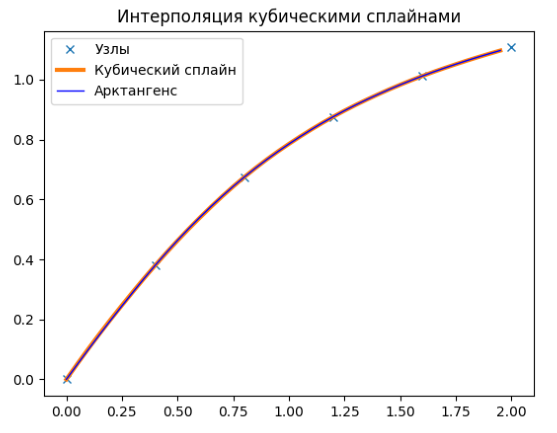 Интерполяция кубическими сплайнами
Узлы
Кубический сплайн
Арктангенс
1.0
0.8
0.6
0.4
0.2
0.0
0.00 0.25 0.50 0.75 1.00 1.25 1.50 1.75 2.00